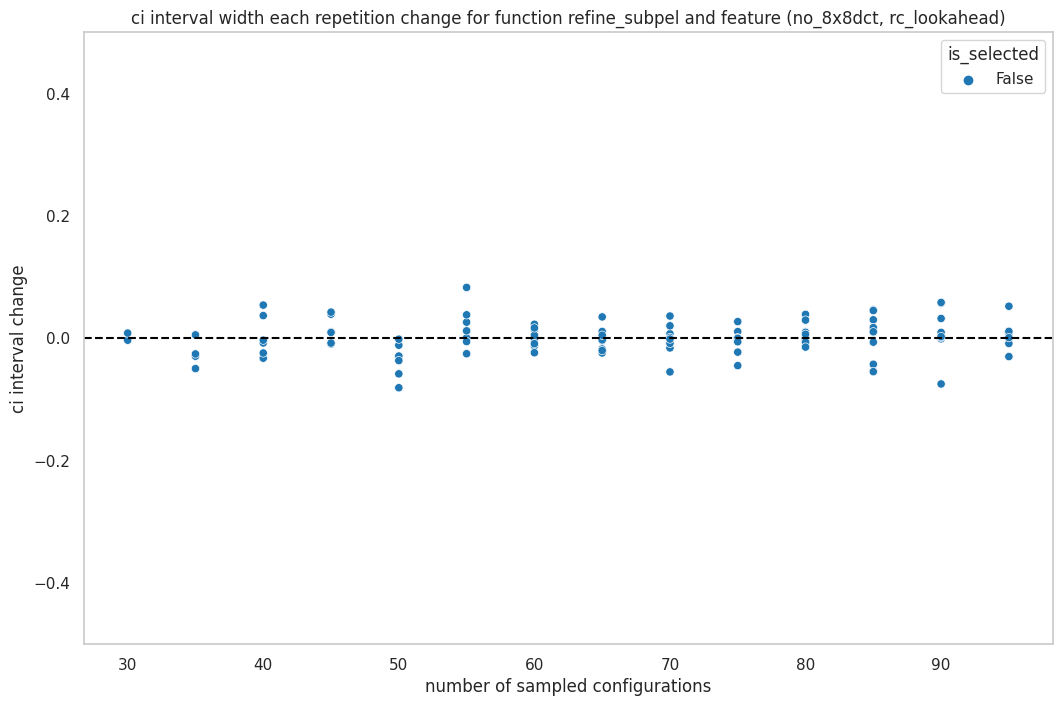 ci interval width each repetition change for function refine_subpel and feature (no_8x8dct, rc_lookahead)
is_selected
False
ci interval change
0.4
0.2
0.0
−0.2
−0.4
30 40 50 60 70 80 90
number of sampled configurations